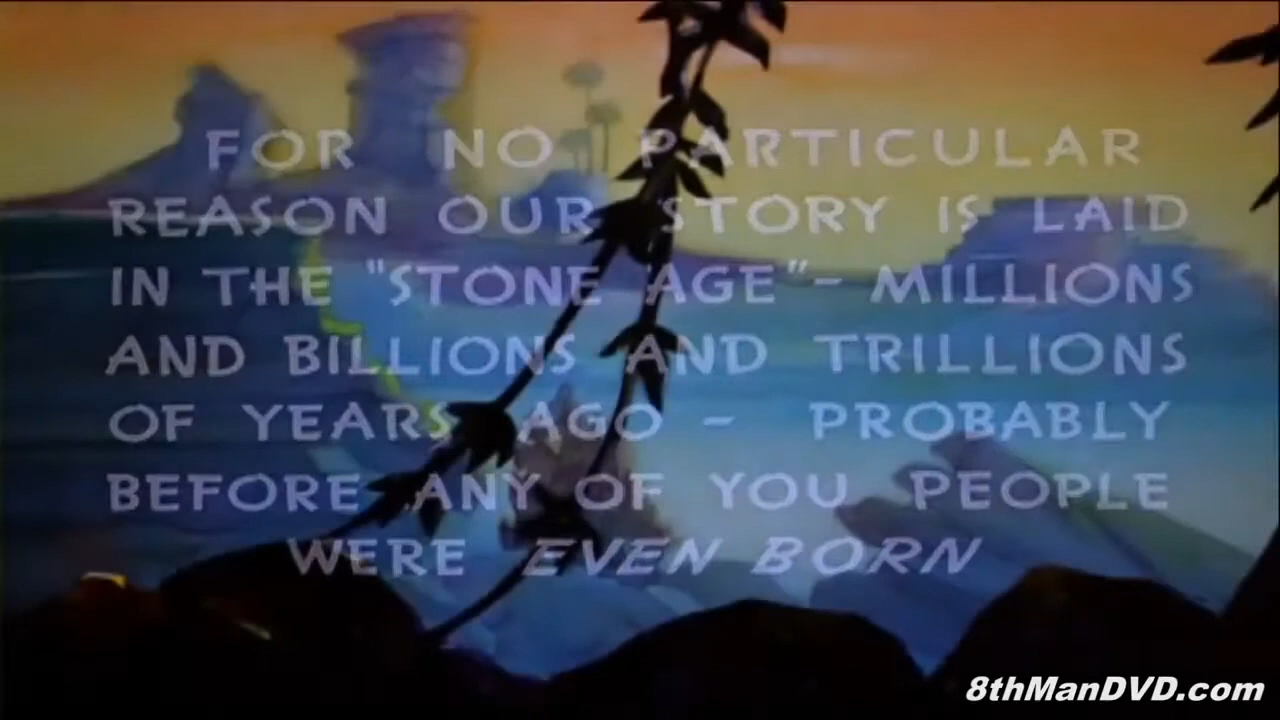 FOR NO PARTICULAR
REASON OUR STORY IS LAID
IN THE "STONE AGE"- MILLIONS
AND BILLIONS AND TRILLIONS
OF YEARS AGO - PROBABLY
BEFORE ANY OF YOU PEOPLE
WERE EVEN BORN
8thManDVD.com